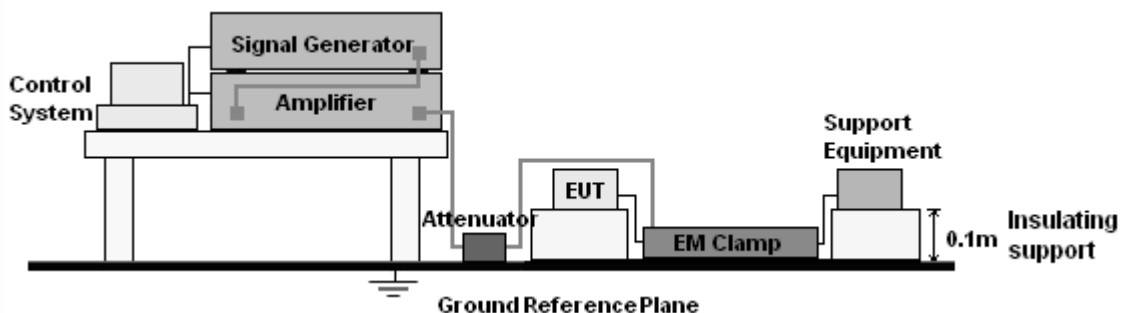 Signal Generator
Control
System
Amplifier
Support
Equipment
EUT
Attenuator
EM Clamp
0.1m
Insulating
support
Ground Reference Plane